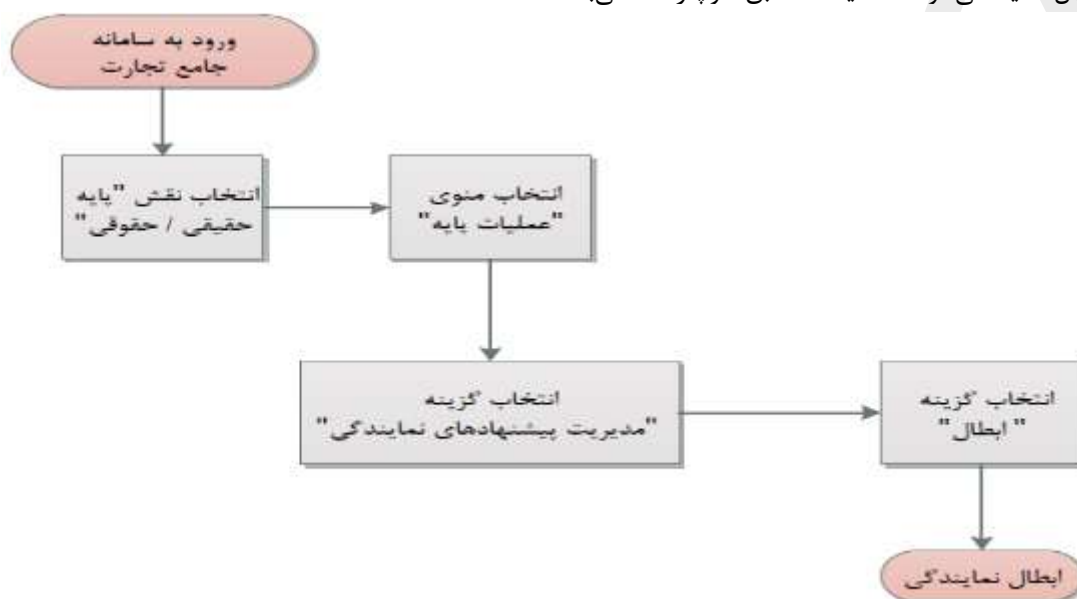 ورود به سامانه
جامع تجارت
انتخاب نقش "پایه
حقیقی / حقوقی"
انتخاب منوی
"عملیات پایه"
انتخاب گزینه
"مدیریت پیشنهادهای نمایندگی"
انتخاب گزینه
"ابطال"
ابطال نمایندگی